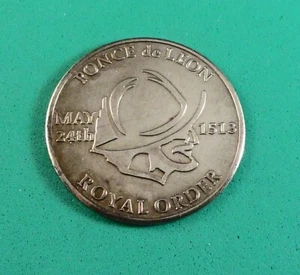 PONCE de LEON
MAY
24th
1513
ROYAL ORDER